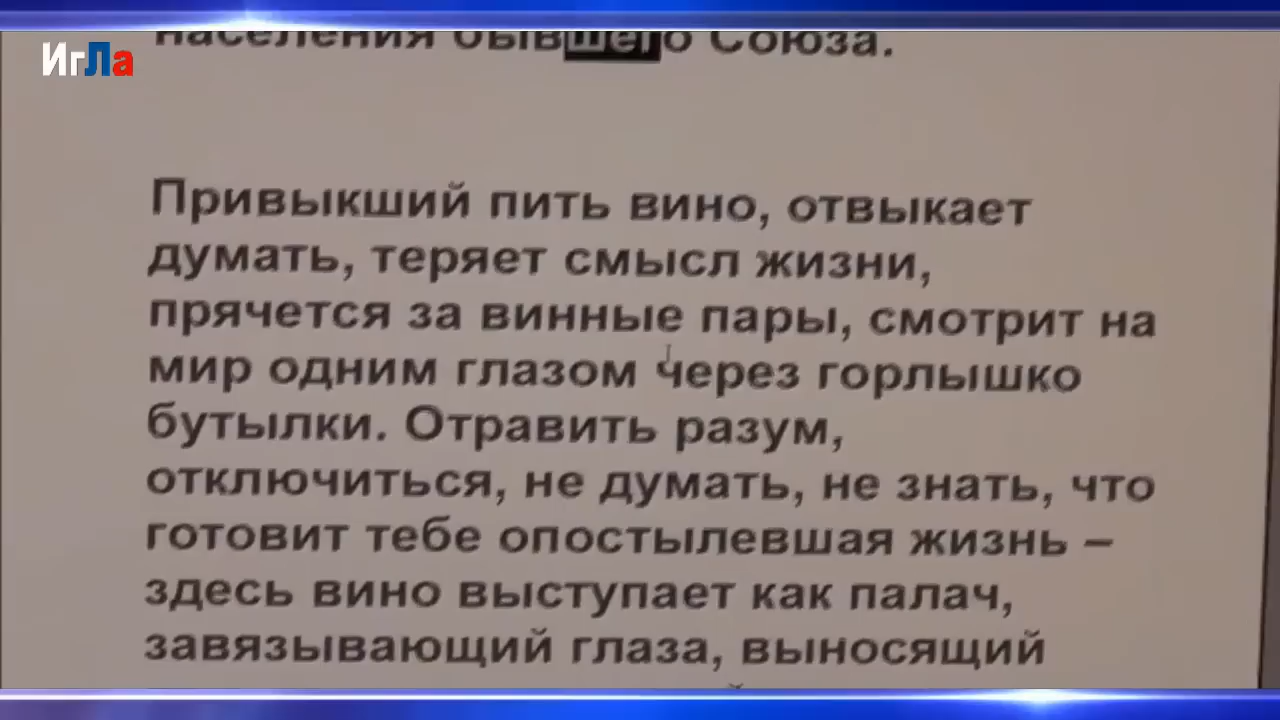 ИгЛа
населения бывшего Союза.
Привыкший пить вино, отвыкает
думать, теряет смысл жизни,
прячется за винные пары, смотрит на
мир одним глазом через горлышко
бутылки. Отравить разум,
отключиться, не думать, не знать, что
готовит тебе опостылевшая жизнь –
здесь вино выступает как палач,
завязывающий глаза, выносящий